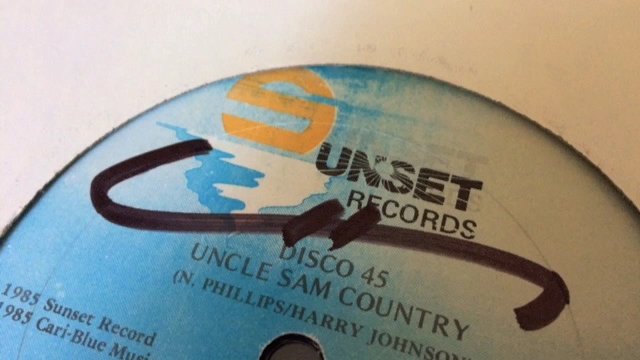 SUNSET
RECORDS
DISCO 45
UNCLE SAM COUNTRY
(N. PHILLIPS/HARRY JOHNSON)
1985 Sunset Record
1985 Cari-Blue Music